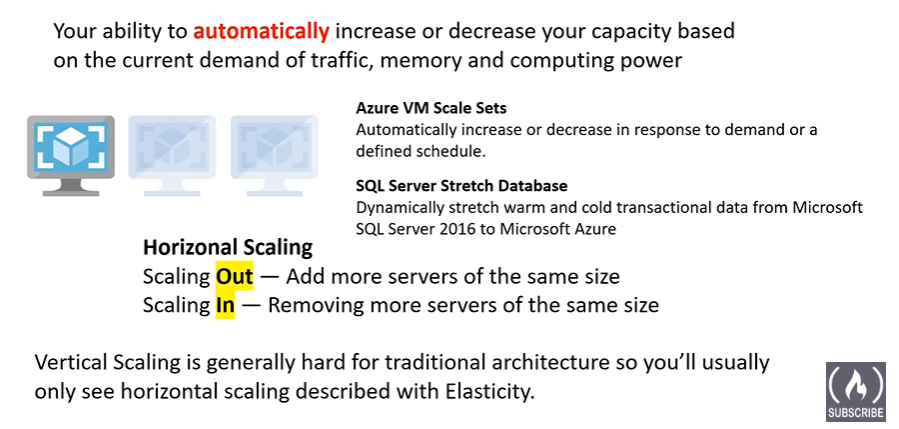 Your ability to automatically increase or decrease your capacity based
on the current demand of traffic, memory and computing power
Azure VM Scale Sets
Automatically increase or decrease in response to demand or a
defined schedule.
SQL Server Stretch Database
Dynamically stretch warm and cold transactional data from Microsoft
SQL Server 2016 to Microsoft Azure
Horizonal Scaling
Scaling Out — Add more servers of the same size
Scaling In — Removing more servers of the same size
Vertical Scaling is generally hard for traditional architecture so you’ll usually
only see horizontal scaling described with Elasticity.
SUBSCRIBE